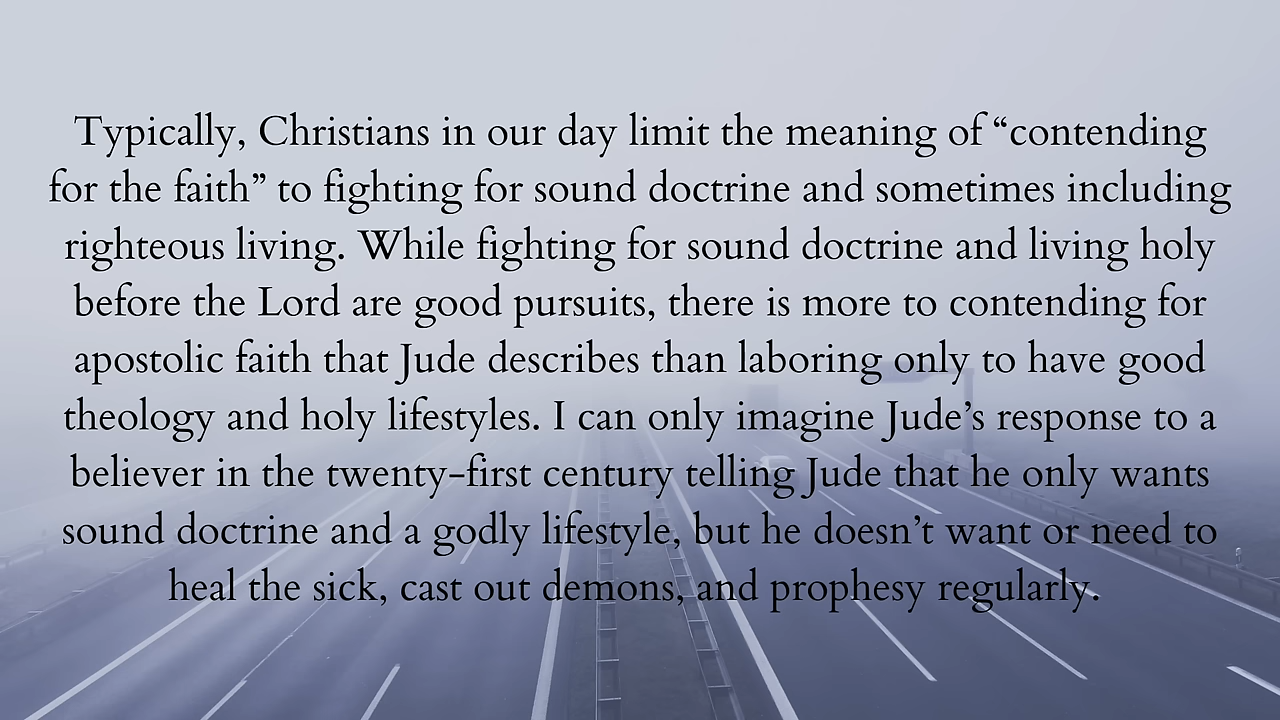 Typically, Christians in our day limit the meaning of “contending
for the faith” to fighting for sound doctrine and sometimes including
righteous living. While fighting for sound doctrine and living holy
before the Lord are good pursuits, there is more to contending for
apostolic faith that Jude describes than laboring only to have good
theology and holy lifestyles. I can only imagine Jude’s response to a
believer in the twenty-first century telling Jude that he only wants
sound doctrine and a godly lifestyle, but he doesn’t want or need to
heal the sick, cast out demons, and prophesy regularly.